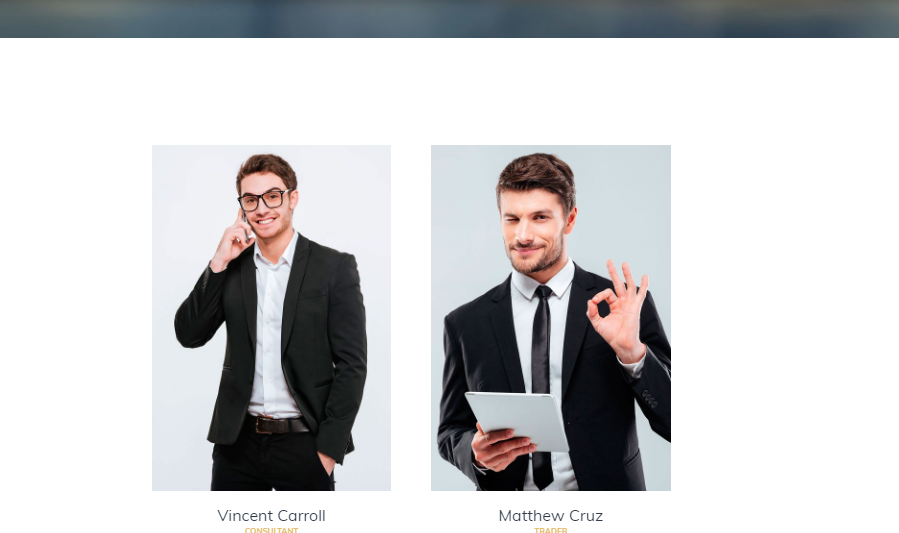 Vincent Carroll
CONSULTANT
Matthew Cruz
TRADER